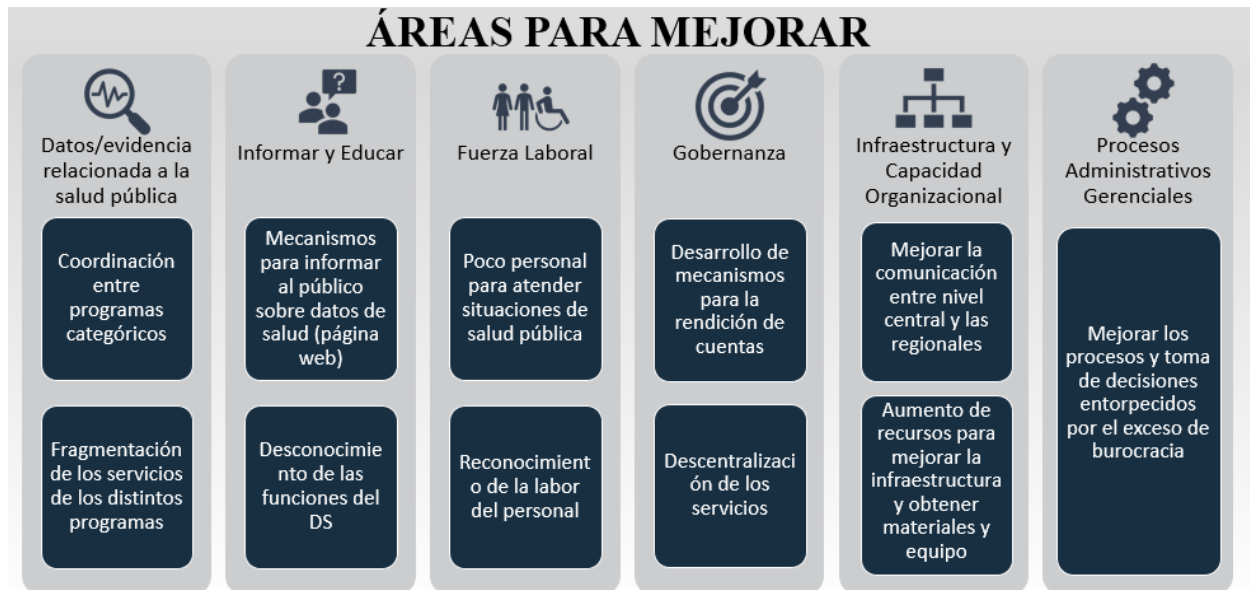 ÁREAS PARA MEJORAR
Datos/evidencia
relacionada a la
salud pública
Coordinación
entre
programas
categóricos
Fragmentación
de los servicios
de los distintos
programas
?
Informar y Educar
Mecanismos
para informar
al público
sobre datos de
salud (página
web)
Desconocimie
nto de las
funciones del
DS
Fuerza Laboral
Poco personal
para atender
situaciones de
salud pública
Reconocimient
o de la labor
del personal
Gobernanza
Desarrollo de
mecanismos
para la
rendición de
cuentas
Descentralizaci
ón de los
servicios
Infraestructura y
Capacidad
Organizacional
Mejorar la
comunicación
entre nivel
central y las
regionales
Aumento de
recursos para
mejorar la
infraestructura
y obtener
materiales y
equipo
Procesos
Administrativos
Gerenciales
Mejorar los
procesos y toma
de decisiones
entorpecidos
por el exceso de
burocracia